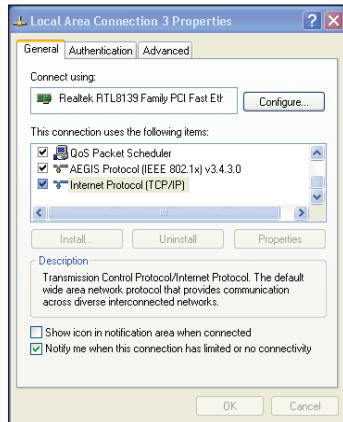 Local Area Connection 3 Properties
General Authentication Advanced
Connect using:
Realtek RTL8139 Family PCI Fast Eth
Configure...
This connection uses the following items:
QoS Packet Scheduler
AEGIS Protocol (IEEE 802.1x) v3.4.3.0
Internet Protocol (TCP/IP)
Install... Uninstall Properties
Description
Transmission Control Protocol/Internet Protocol. The default
wide area network protocol that provides communication
across diverse interconnected networks.
Show icon in notification area when connected
Notify me when this connection has limited or no connectivity
OK Cancel